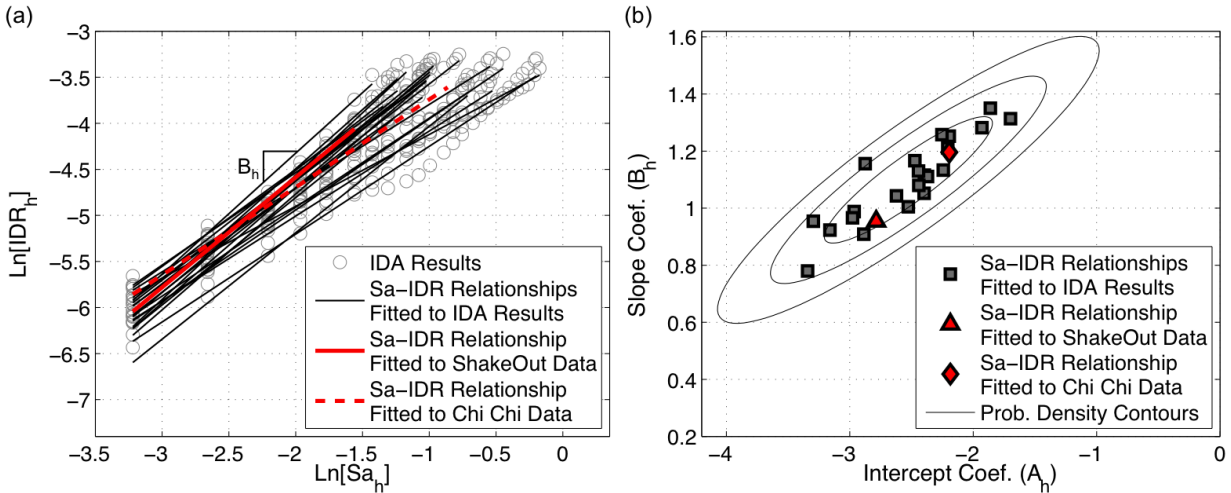 (a)
−3
−3.5
−4
−4.5
−5
−5.5
−6
−6.5
−7
Ln[IDRh]
Bh
IDA Results
Sa−IDR Relationships
Fitted to IDA Results
Sa−IDR Relationship
Fitted to ShakeOut Data
Sa−IDR Relationship
Fitted to Chi Chi Data
−3.5 −3 −2.5 −2 −1.5 −1 −0.5 0 0.5
Ln[Sah]
(b)
1.6
1.4
1.2
1
0.8
0.6
0.4
0.2
Slope Coef. (Bh)
Sa−IDR Relationships
Fitted to IDA Results
Sa−IDR Relationship
Fitted to ShakeOut Data
Sa−IDR Relationship
Fitted to Chi Chi Data
Prob. Density Contours
−4 −3 −2 −1 0
Intercept Coef. (Ah)